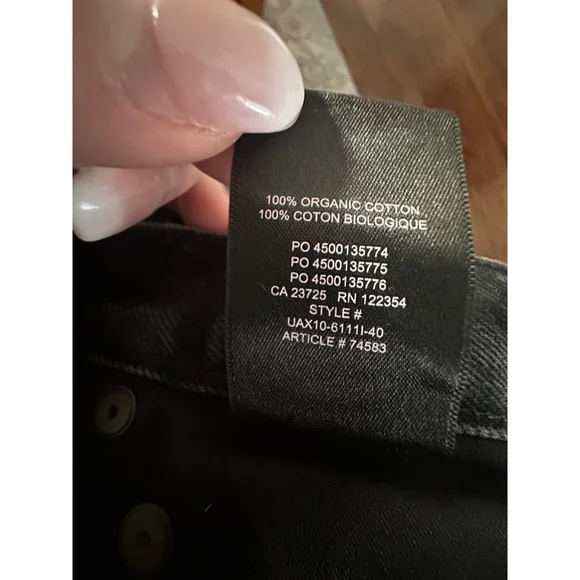 100% ORGANIC COTTON
100% COTON BIOLOGIQUE
PO 4500135774
PO 4500135775
PO 4500135776
CA 23725 RN 122354
STYLE #
UAX10-6111I-40
ARTICLE # 74583